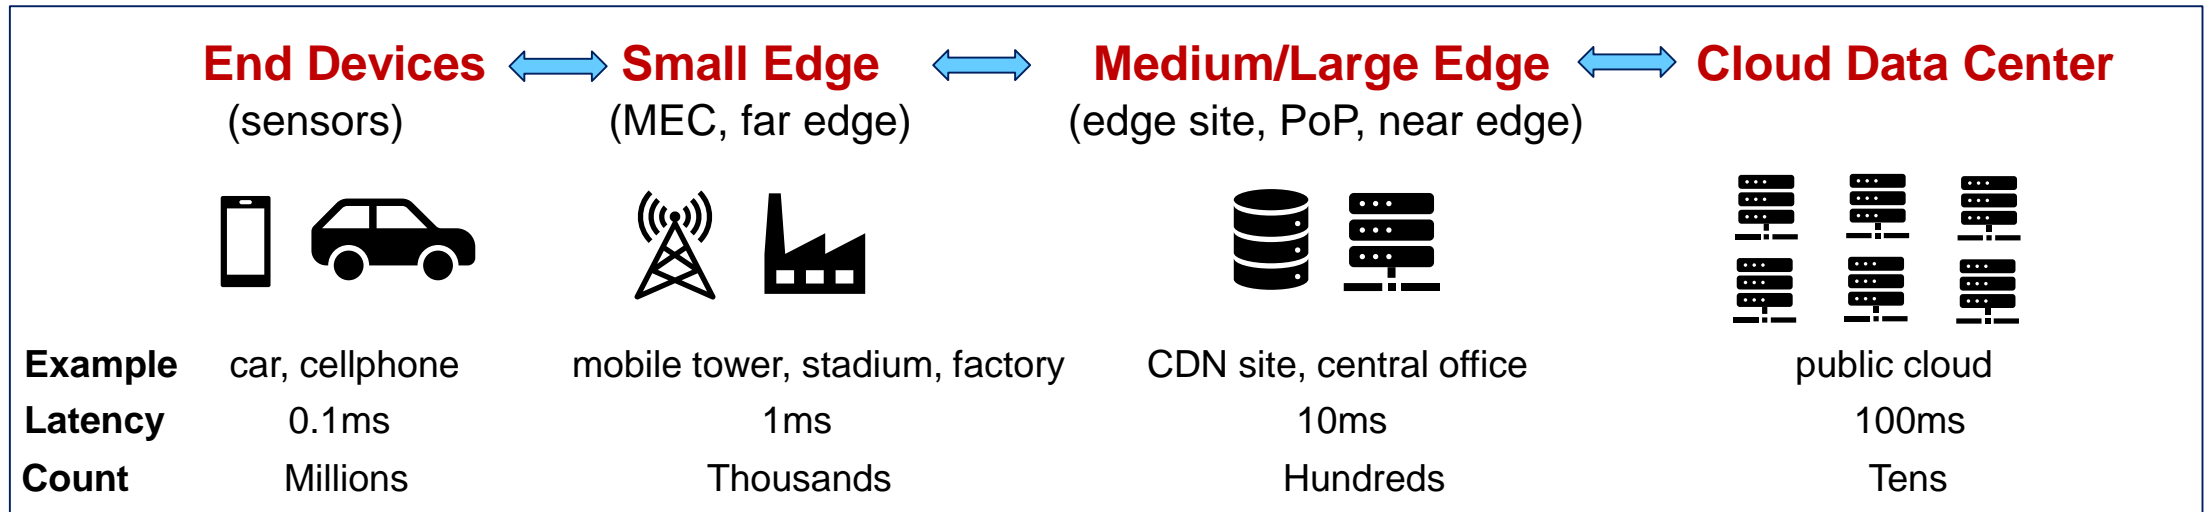 End Devices Small Edge Medium/Large Edge Cloud Data Center
(sensors) (MEC, far edge) (edge site, PoP, near edge)
Example car, cellphone mobile tower, stadium, factory CDN site, central office public cloud
Latency 0.1ms 1ms 10ms 100ms
Count Millions Thousands Hundreds Tens